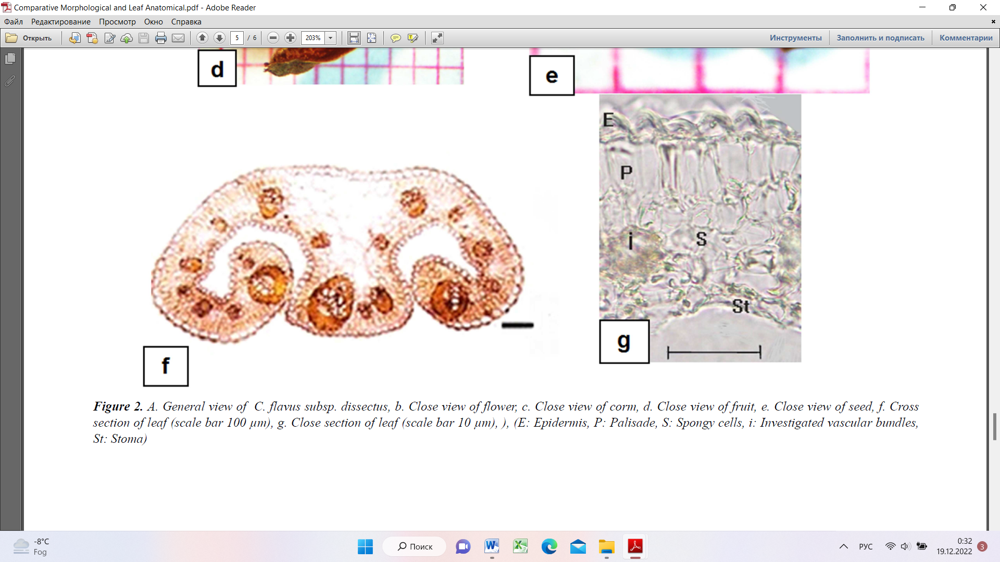 Comparative Morphological and Leaf Anatomical.pdf - Adobe Reader
Файл Редактирование Просмотр Окно Справка
Открыть 5 / 6 203% Инструменты Заполнить и подписать Комментарии
d
e
E
P
i
S
St
g
f
Figure 2. A. General view of C. flavus subsp. dissectus, b. Close view of flower, c. Close view of corm, d. Close view of fruit, e. Close view of seed, f. Cross
section of leaf (scale bar 100 µm), g. Close section of leaf (scale bar 10 µm), ), (E: Epidermis, P: Palisade, S: Spongy cells, i: Investigated vascular bundles,
St: Stoma)
-8°C
Fog
Поиск
РУС
0:32
19.12.2022
3